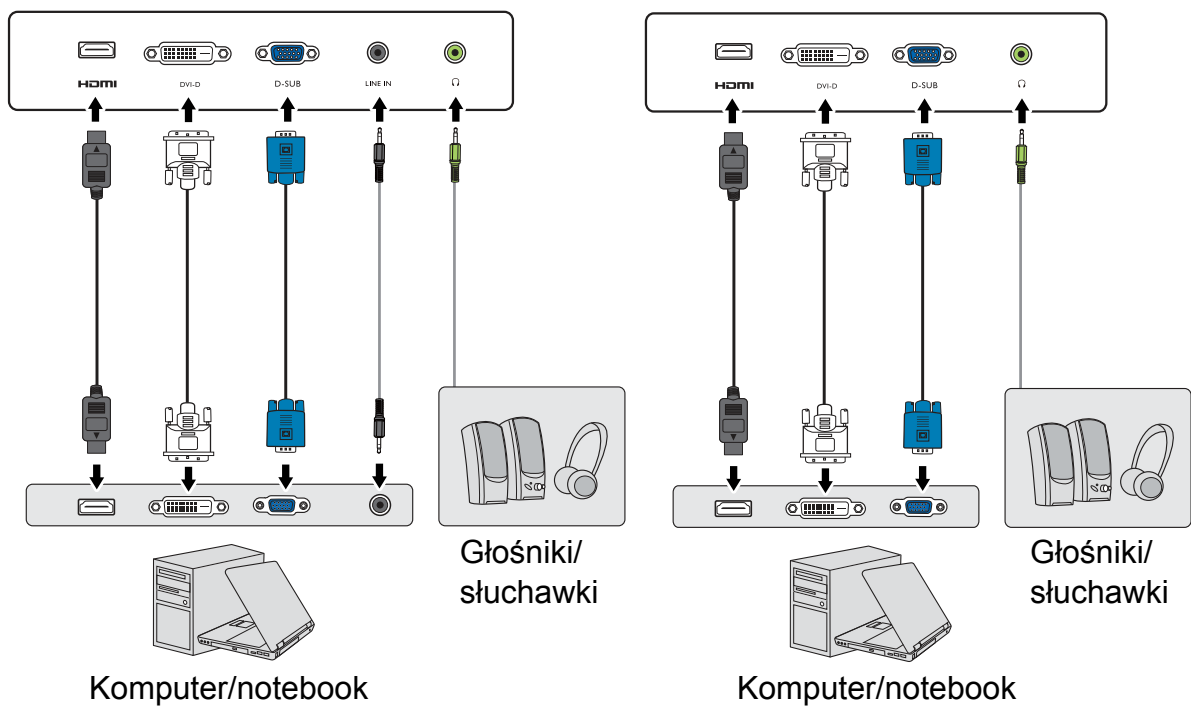 HDMI DVI-D D-SUB LINE IN
HDMI DVI-D D-SUB
Głośniki/
słuchawki
Komputer/notebook
Głośniki/
słuchawki
Komputer/notebook